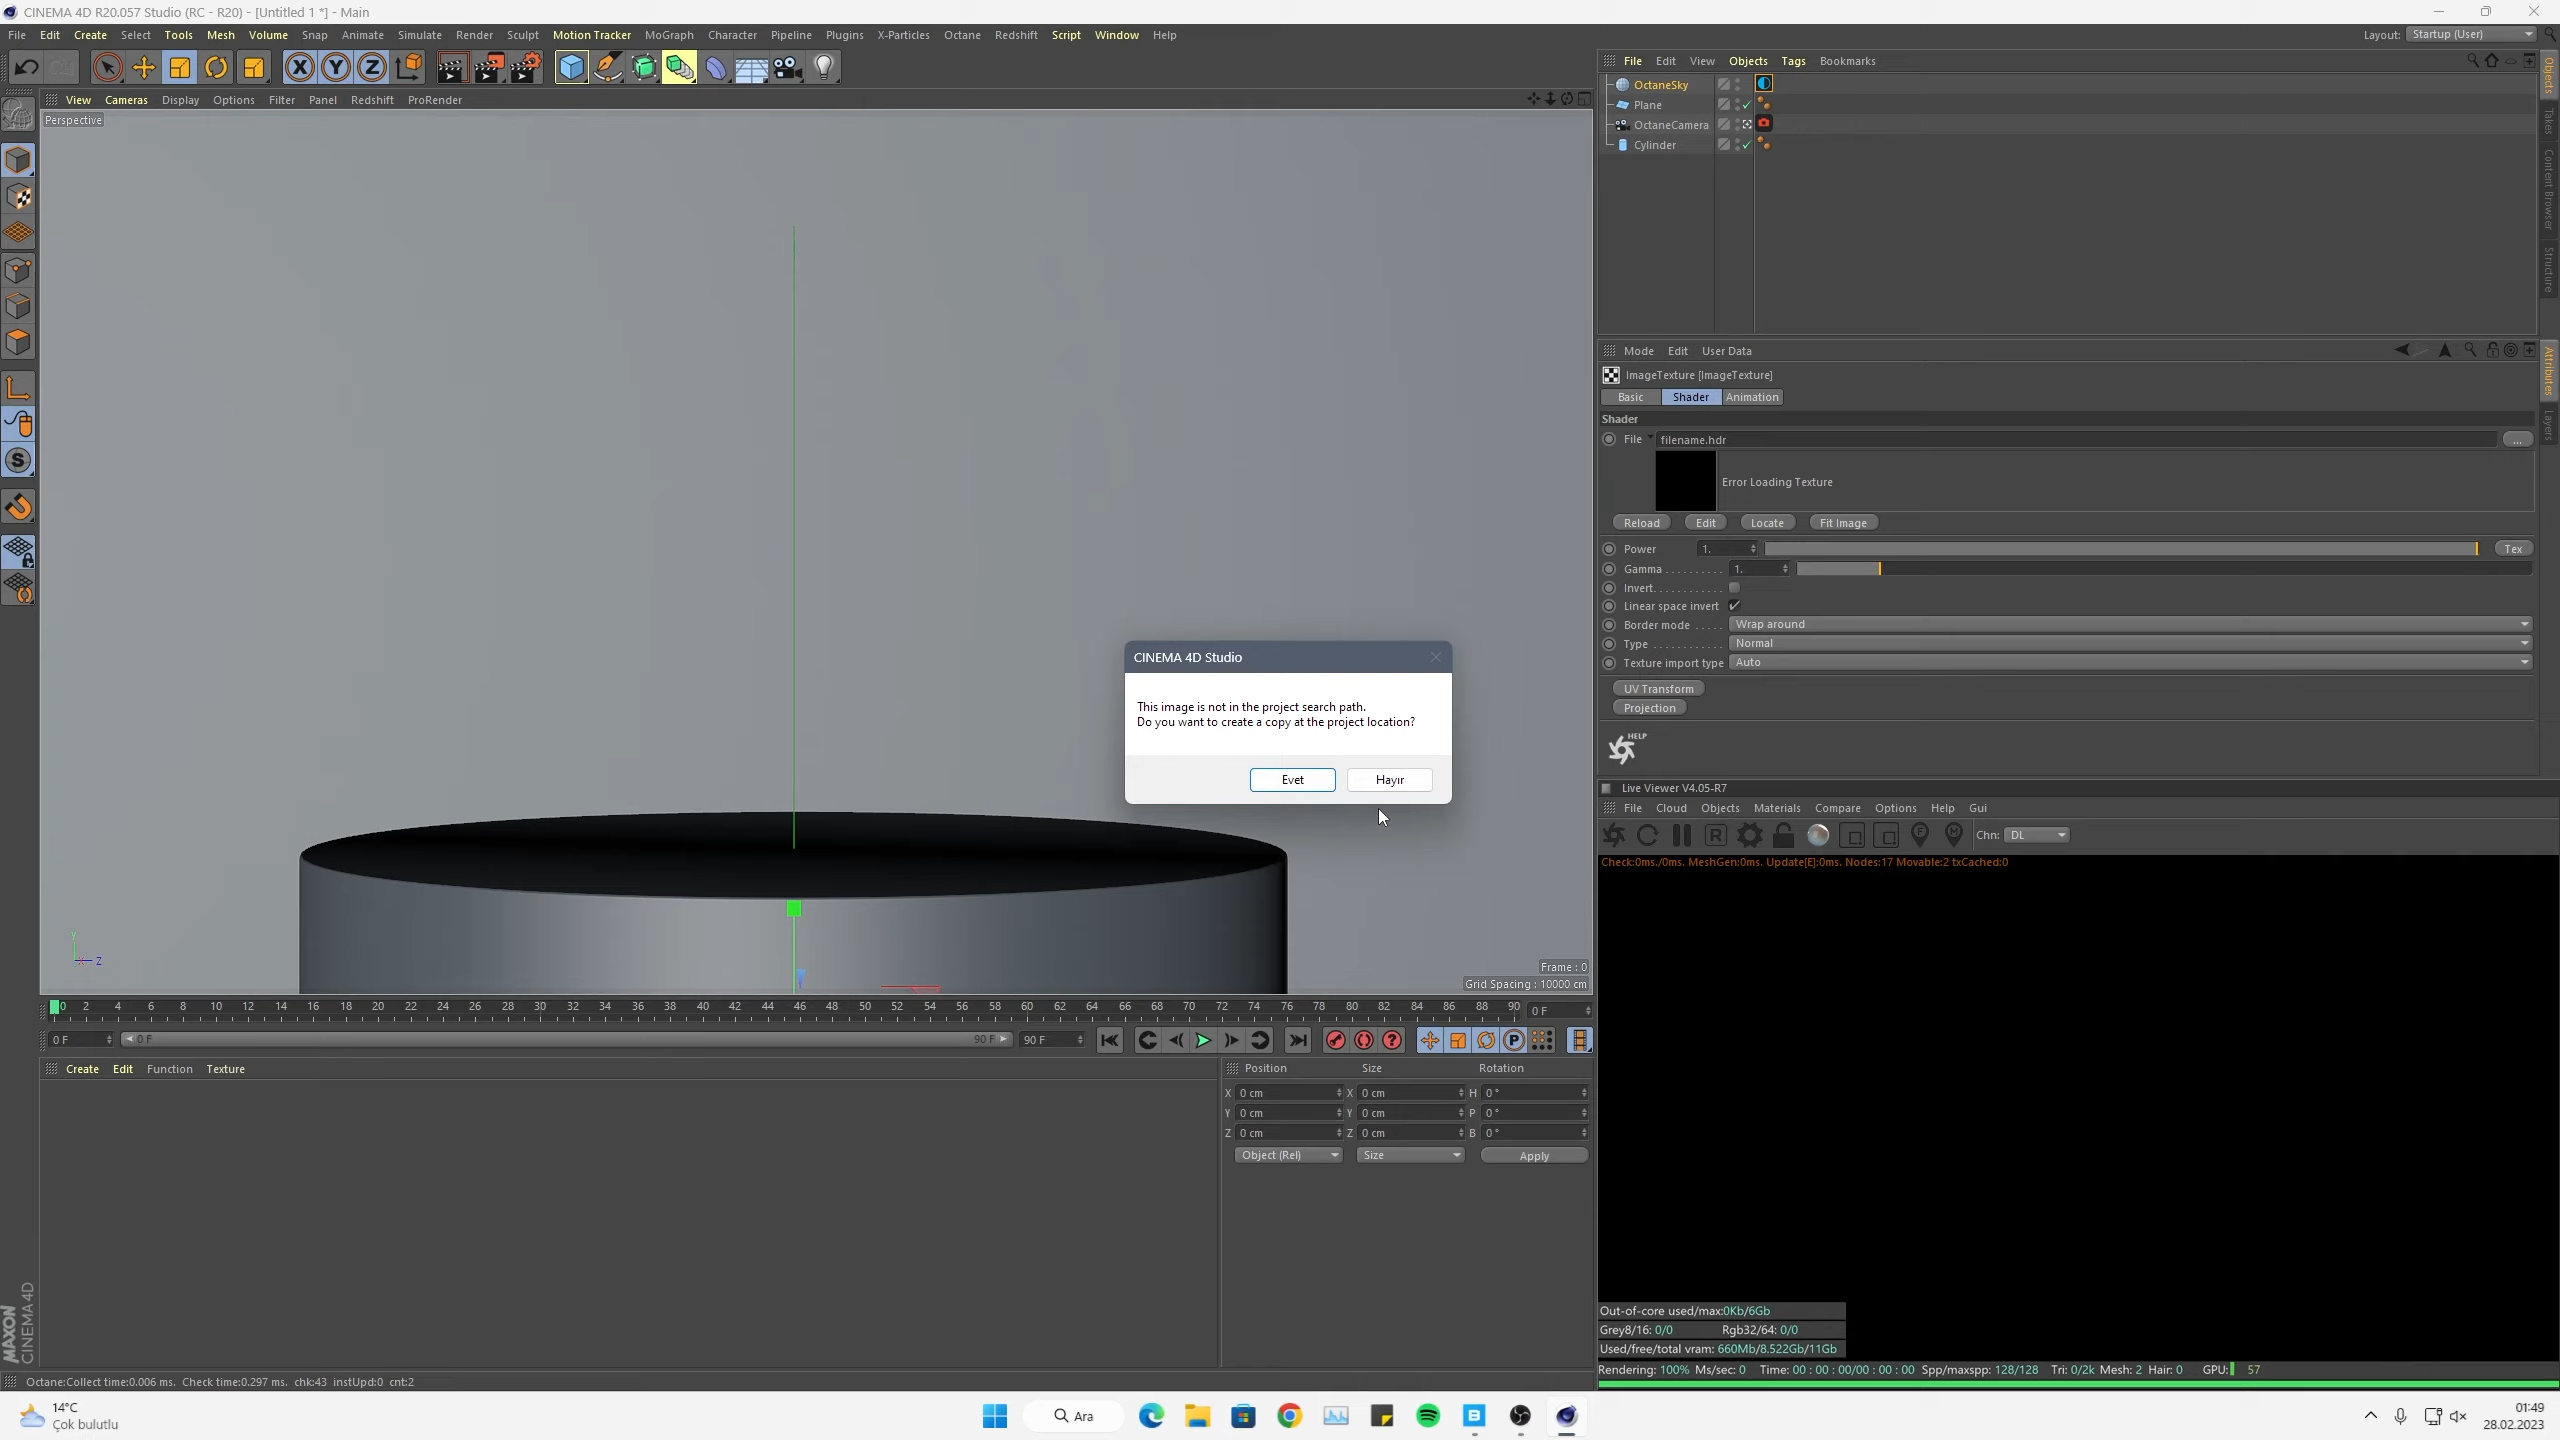 CINEMA 4D R20.057 Studio (RC - R20) - [Untitled 1 *] - Main
File Edit Create Select Tools Mesh Volume Snap Animate Simulate Render Sculpt Motion Tracker MoGraph Character Pipeline Plugins X-Particles Octane Redshift Script Window Help
Layout: Startup (User)
View Cameras Display Options Filter Panel Redshift ProRender
Perspective
File Edit View Objects Tags Bookmarks
OctaneSky
Plane
OctaneCamera
Cylinder
Objects
Takes
Content Browser
Structure
Mode Edit User Data
Attributes
Layers
ImageTexture [ImageTexture]
Basic Shader Animation
Shader
File filename.hdr ...
Error Loading Texture
Reload Edit Locate Fit Image
Power 1. Tex
Gamma 1.
Invert
Linear space invert
Border mode Wrap around
Type Normal
Texture import type Auto
UV Transform
Projection
HELP
CINEMA 4D Studio
This image is not in the project search path.
Do you want to create a copy at the project location?
Evet Hayır
Live Viewer V4.05-R7
File Cloud Objects Materials Compare Options Help Gui
Chn: DL
Check:0ms./0ms. MeshGen:0ms. Update[E]:0ms. Nodes:17 Movable:2 txCached:0
Y
X Z
Frame : 0
Grid Spacing : 10000 cm
0 2 4 6 8 10 12 14 16 18 20 22 24 26 28 30 32 34 36 38 40 42 44 46 48 50 52 54 56 58 60 62 64 66 68 70 72 74 76 78 80 82 84 86 88 90 0 F
0 F 0 F 90 F 90 F
Create Edit Function Texture
Position Size Rotation
X 0 cm X 0 cm H 0 °
Y 0 cm Y 0 cm P 0 °
Z 0 cm Z 0 cm B 0 °
Object (Rel) Size Apply
MAXON
CINEMA 4D
Out-of-core used/max:0Kb/6Gb
Grey8/16: 0/0 Rgb32/64: 0/0
Used/free/total vram: 660Mb/8.522Gb/11Gb
Rendering: 100% Ms/sec: 0 Time: 00 : 00 : 00/00 : 00 : 00 Spp/maxspp: 128/128 Tri: 0/2k Mesh: 2 Hair: 0 GPU: 57
Octane:Collect time:0.006 ms. Check time:0.297 ms. chk:43 instUpd:0 cnt:2
14°C
Çok bulutlu
Ara
01:49
28.02.2023